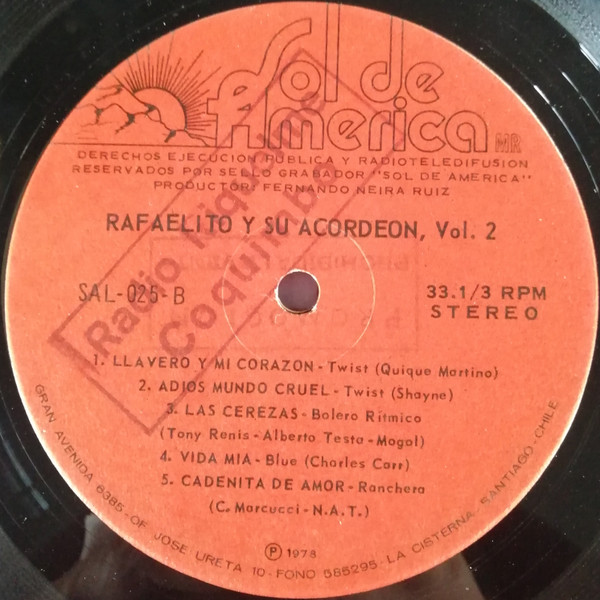 Sol de
America MR
DERECHOS EJECUCION PUBLICA Y RADIOTELEDIFUSION
RESERVADOS POR SELLO GRABADOR "SOL DE AMERICA"
PRODUCTOR: FERNANDO NEIRA RUIZ
RAFAELITO Y SU ACORDEON, Vol. 2
Radio Riquelme
Coquimbo
SAL-025-B
33.1/3 RPM
STEREO
1. LLAVERO Y MI CORAZON - Twist (Quique Martino)
2. ADIOS MUNDO CRUEL - Twist (Shayne)
3. LAS CEREZAS - Bolero Rítmico
(Tony Renis - Alberto Testa - Mogol)
4. VIDA MIA - Blue (Charles Carr)
5. CADENITA DE AMOR - Ranchera
(C. Marcucci - N.A.T.)
GRAN AVENIDA 6385 - OF JOSE URETA 10 - FONO 585295 - LA CISTERNA, SANTIAGO - CHILE
Ⓟ 1978